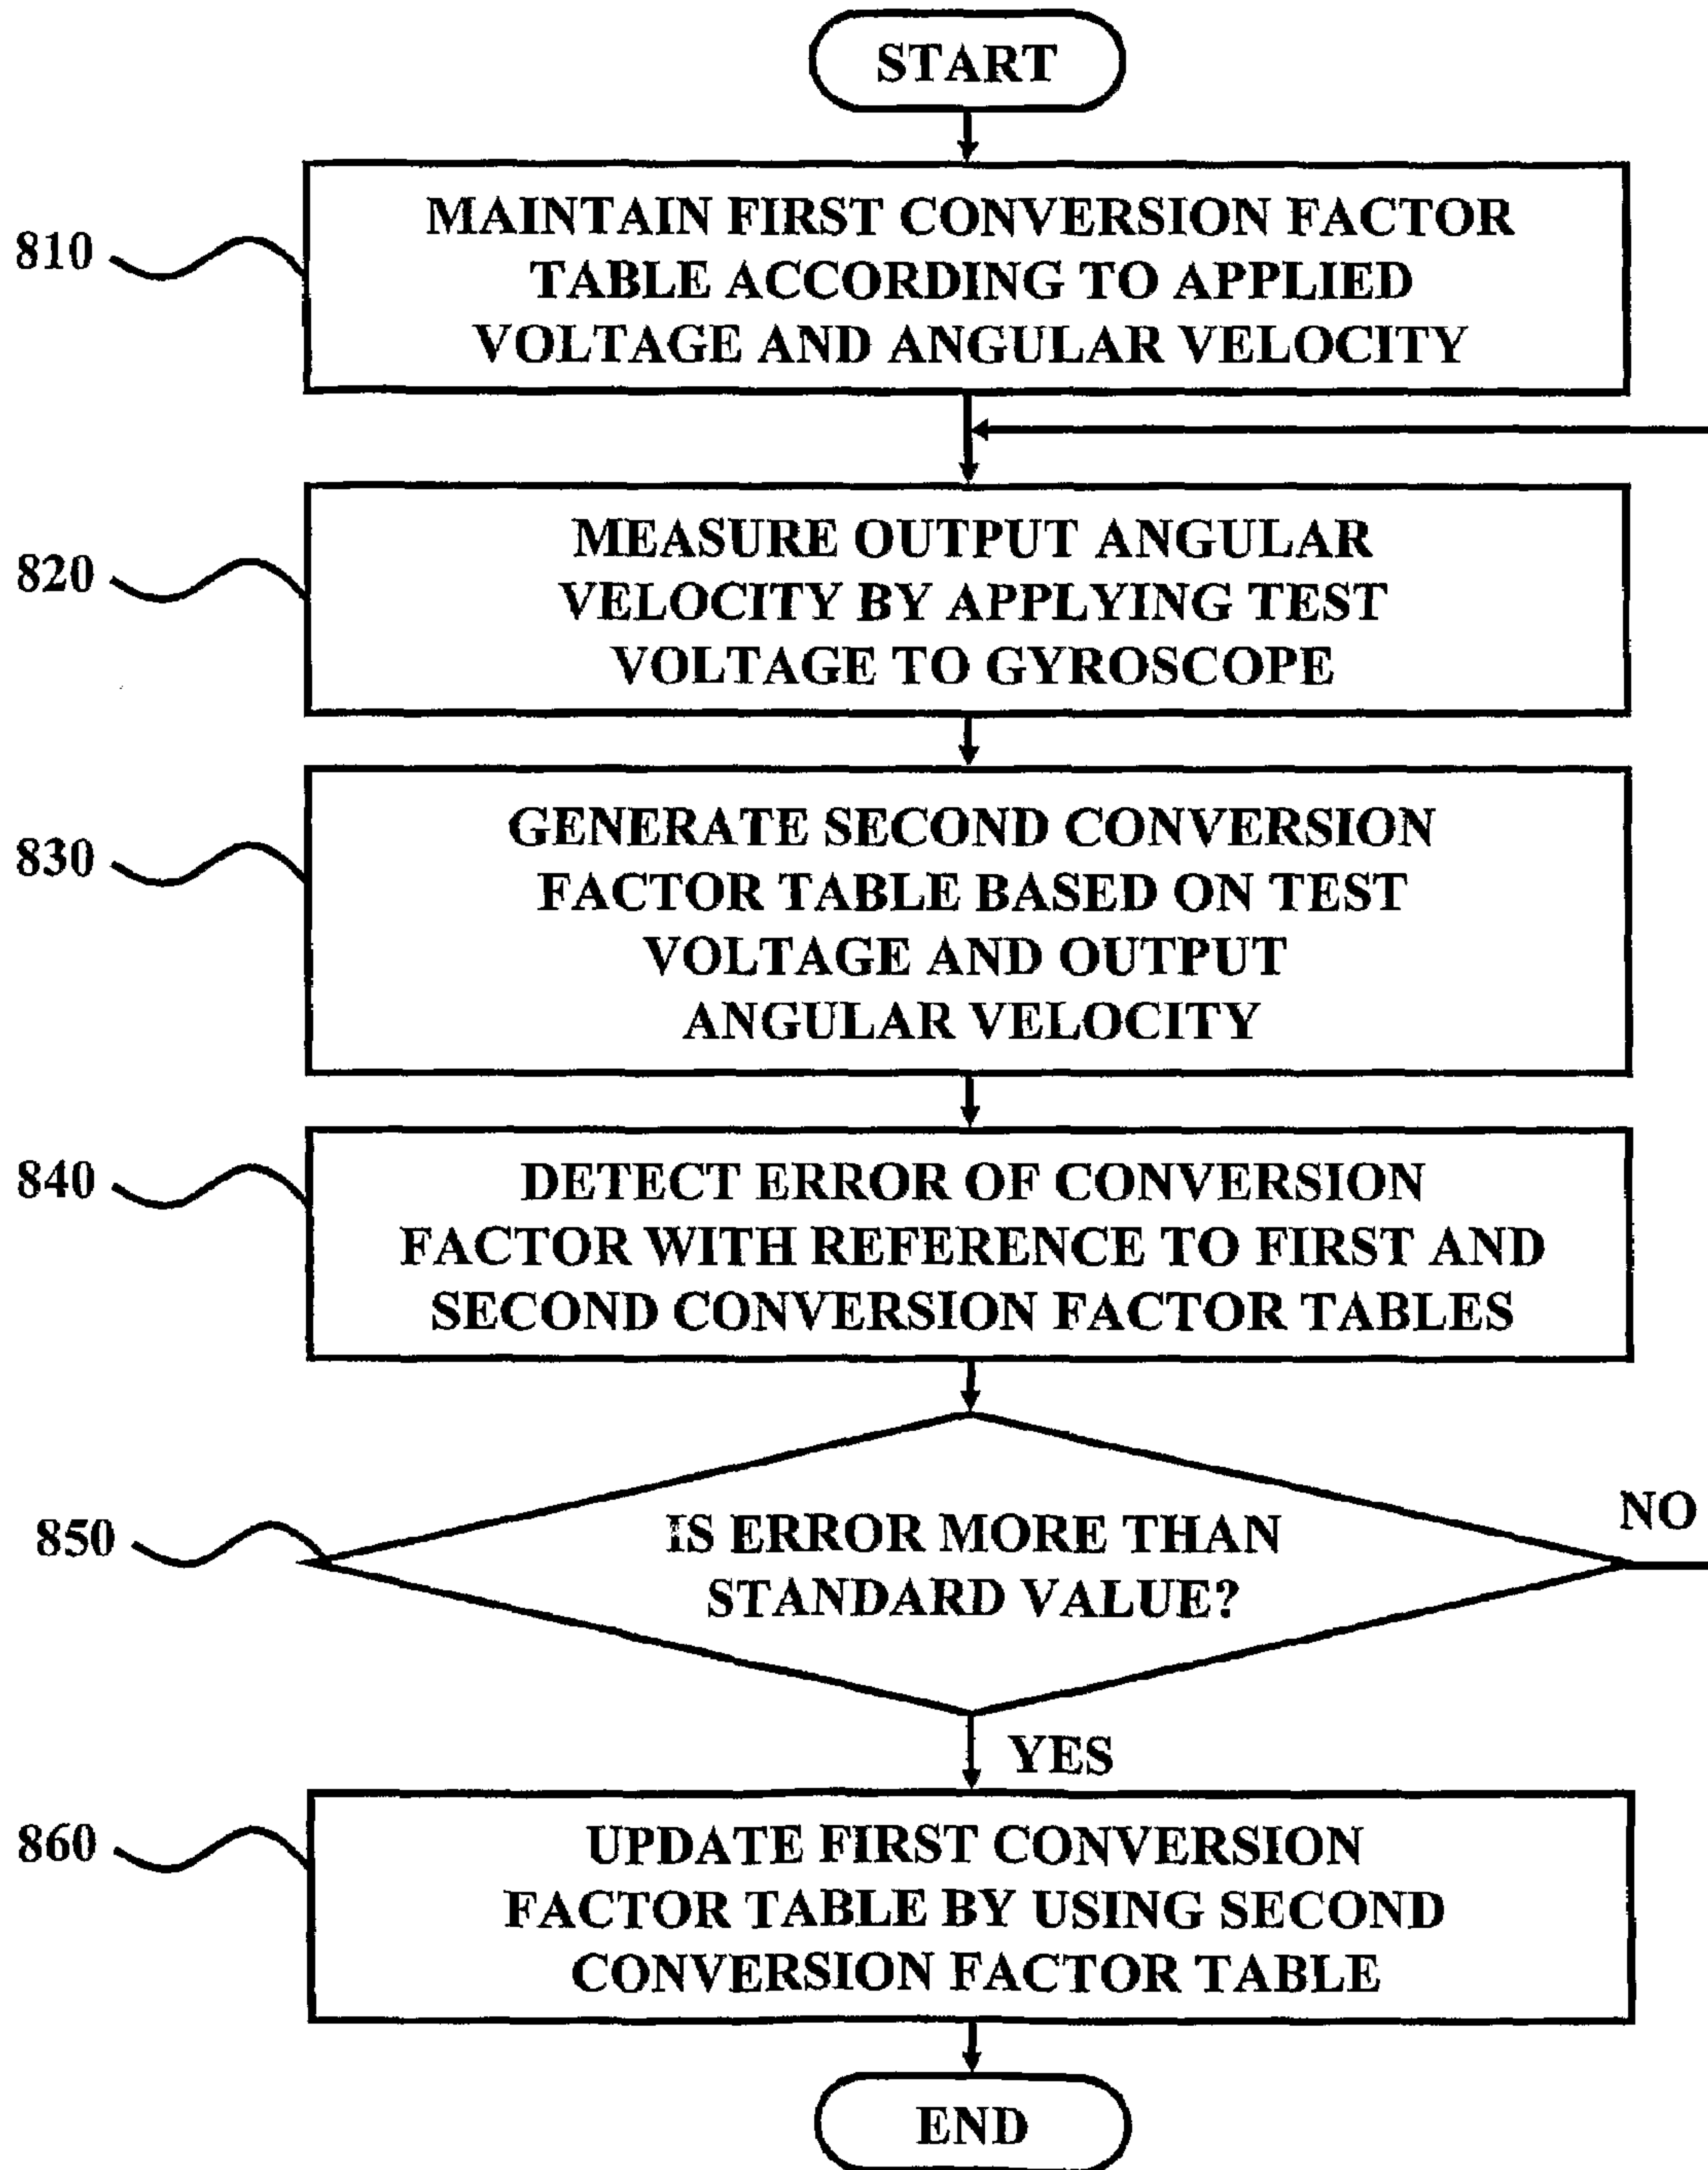 START
810
MAINTAIN FIRST CONVERSION FACTOR
TABLE ACCORDING TO APPLIED
VOLTAGE AND ANGULAR VELOCITY
820
MEASURE OUTPUT ANGULAR
VELOCITY BY APPLYING TEST
VOLTAGE TO GYROSCOPE
830
GENERATE SECOND CONVERSION
FACTOR TABLE BASED ON TEST
VOLTAGE AND OUTPUT
ANGULAR VELOCITY
840
DETECT ERROR OF CONVERSION
FACTOR WITH REFERENCE TO FIRST AND
SECOND CONVERSION FACTOR TABLES
850
IS ERROR MORE THAN
STANDARD VALUE?
NO
YES
860
UPDATE FIRST CONVERSION
FACTOR TABLE BY USING SECOND
CONVERSION FACTOR TABLE
END